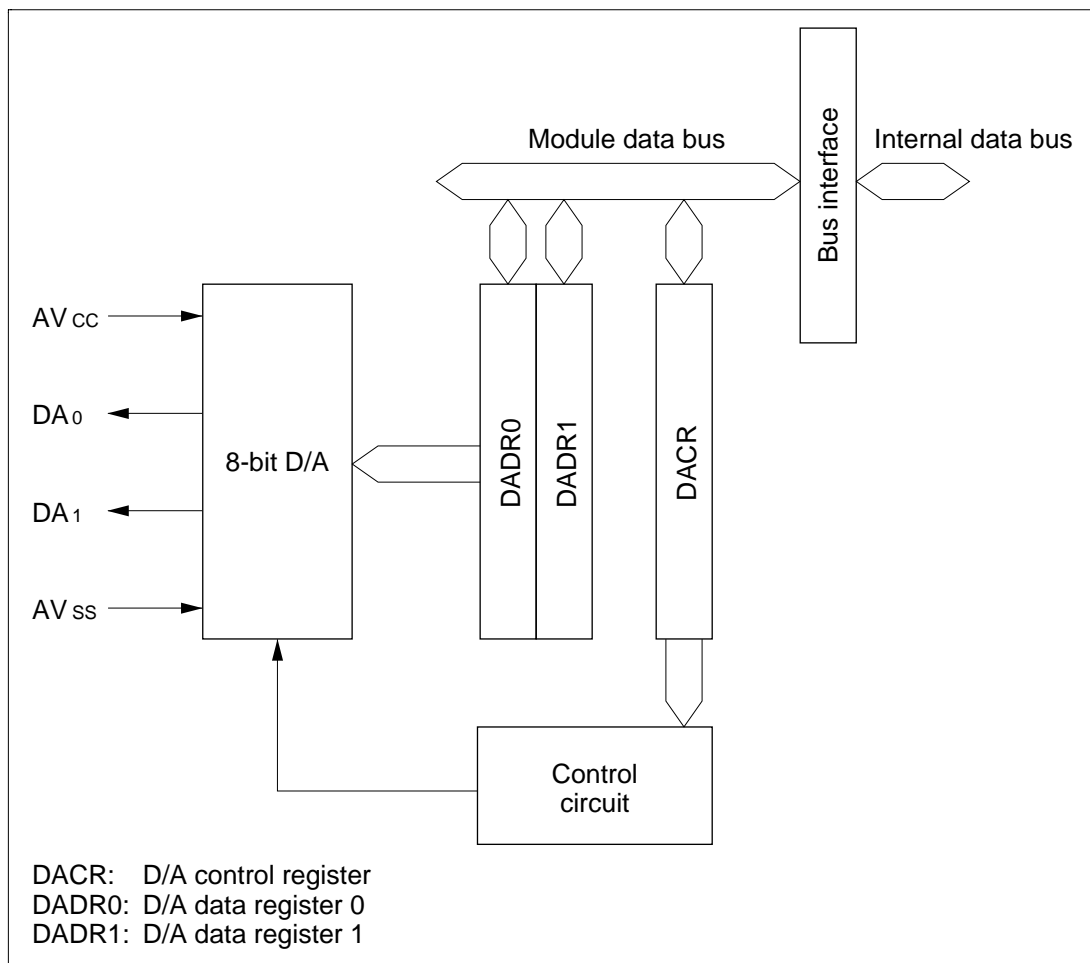 Module data bus
Internal data bus
Bus interface
AVCC
DA0
8-bit D/A
DA1
AVSS
DADR0
DADR1
DACR
Control
circuit
DACR: D/A control register
DADR0: D/A data register 0
DADR1: D/A data register 1